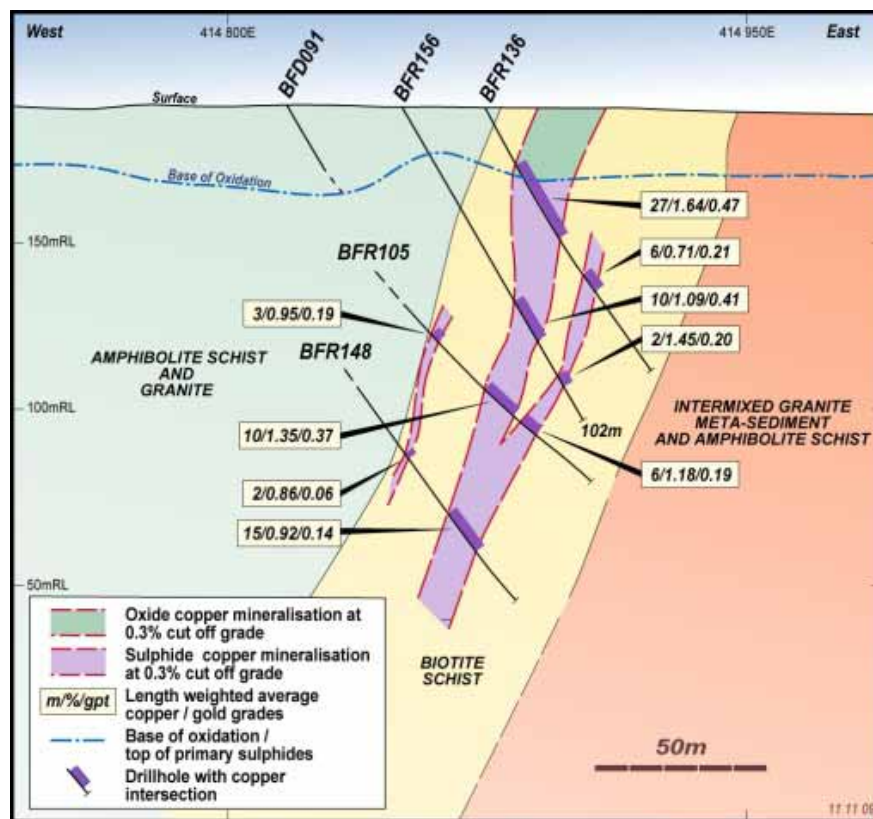 West
414 800E
414 950E
East
BFD091
BFR156
BFR136
Surface
Base of Oxidation
27/1.64/0.47
150mRL
6/0.71/0.21
BFR105
10/1.09/0.41
3/0.95/0.19
2/1.45/0.20
BFR148
AMPHIBOLITE SCHIST
AND
GRANITE
100mRL
INTERMIXED GRANITE
META-SEDIMENT
AND AMPHIBOLITE SCHIST
102m
10/1.35/0.37
6/1.18/0.19
2/0.86/0.06
15/0.92/0.14
50mRL
Oxide copper mineralisation at
0.3% cut off grade
Sulphide copper mineralisation
at 0.3% cut off grade
m/%/gpt
Length weighted average
copper / gold grades
Base of oxidation /
top of primary sulphides
Drillhole with copper
intersection
BIOTITE
SCHIST
50m
11 11 09